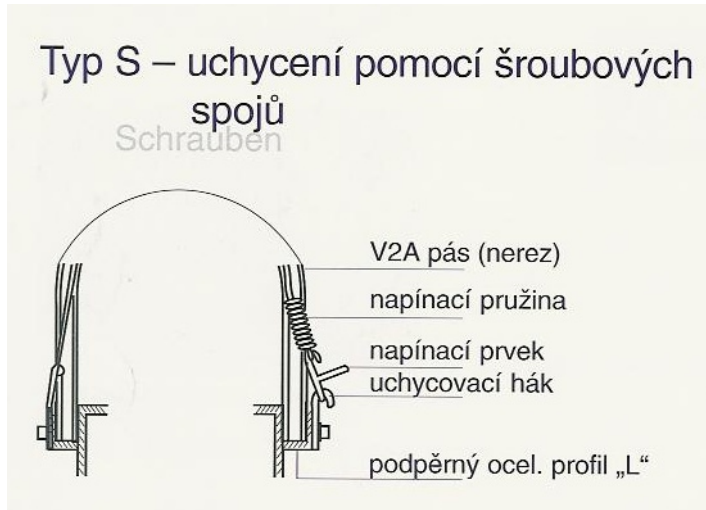 Typ S – uchycení pomocí šroubových
spojů
Schrauben
V2A pás (nerez)
napínací pružina
napínací prvek
uchycovací hák
podpěrný ocel. profil „L“